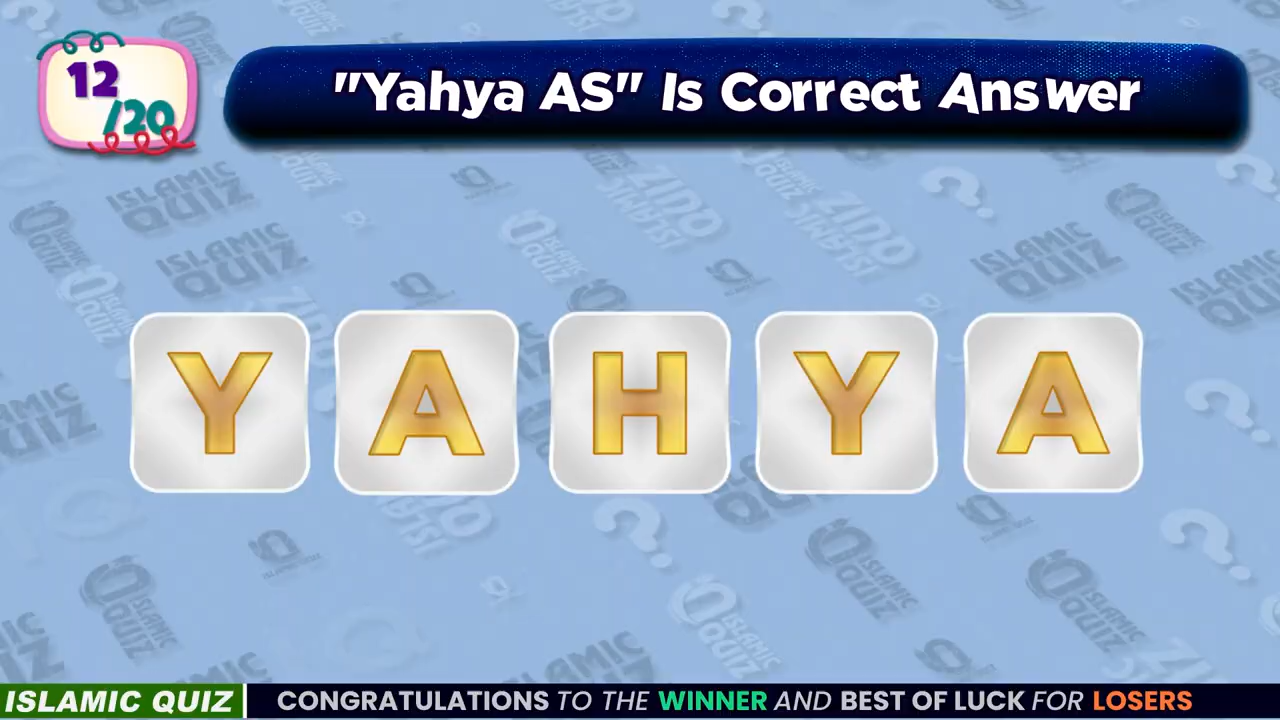 12
/20
"Yahya AS" Is Correct Answer
Y A H Y A
ISLAMIC QUIZ
CONGRATULATIONS TO THE WINNER AND BEST OF LUCK FOR LOSERS